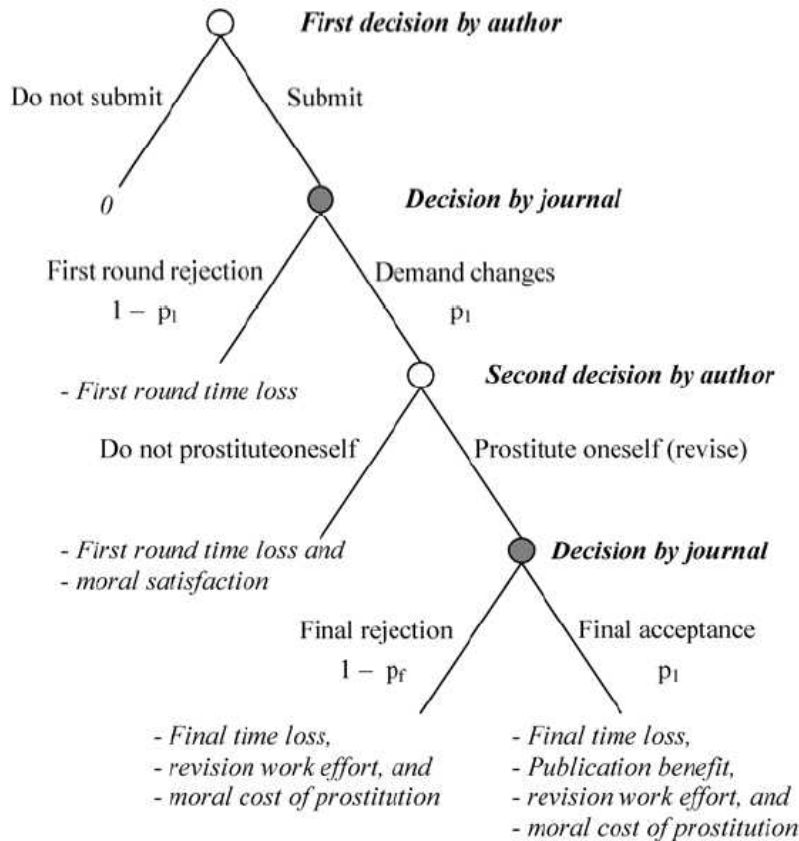 First decision by author
Do not submit
Submit
0
Decision by journal
First round rejection
Demand changes
1 – p₁
p₁
- First round time loss
Second decision by author
Do not prostituteoneself
Prostitute oneself (revise)
- First round time loss and
- moral satisfaction
Decision by journal
Final rejection
Final acceptance
1 – pf
p₁
- Final time loss,
- revision work effort, and
- moral cost of prostitution
- Final time loss,
- Publication benefit,
- revision work effort, and
- moral cost of prostitution